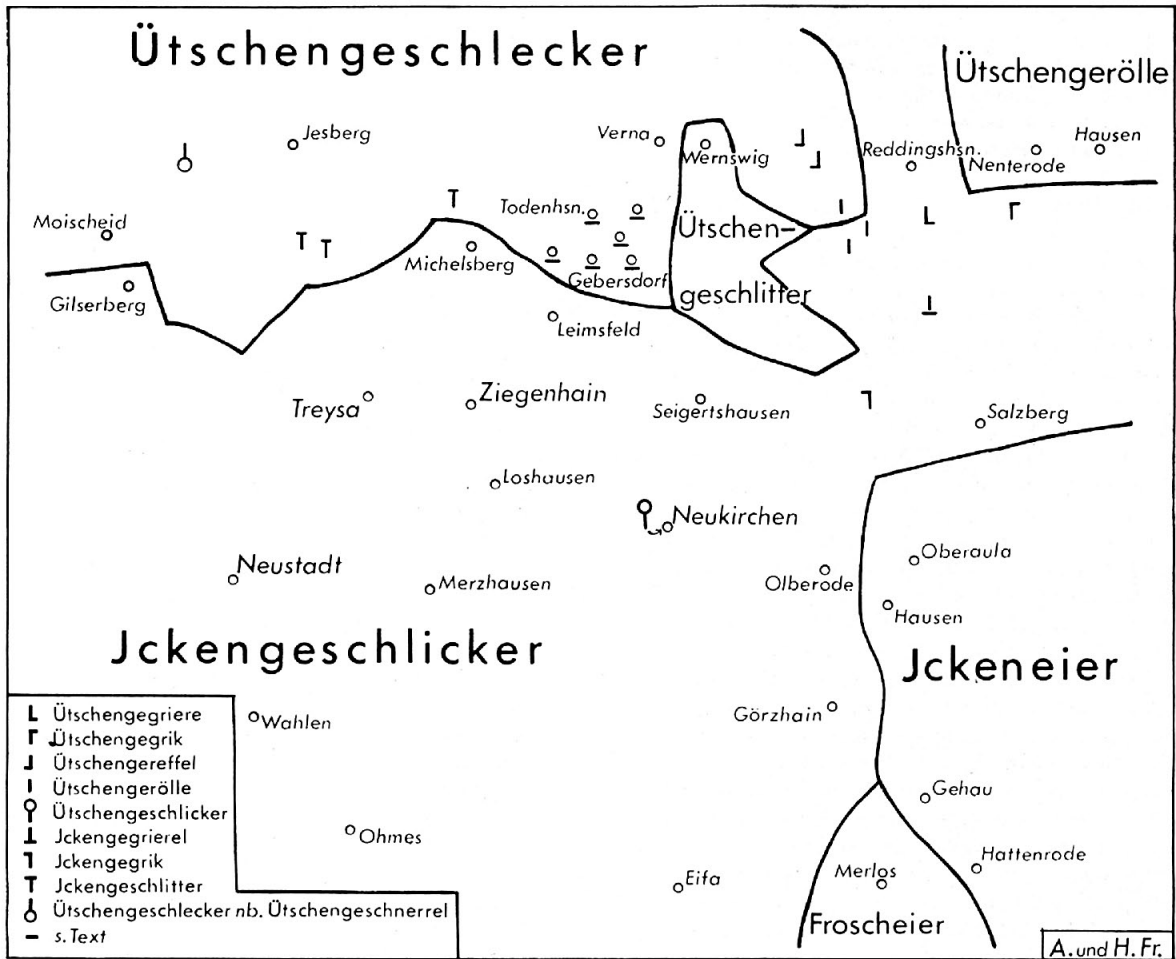 Ütschengeschlecker
Ütschengerölle
Jesberg
Verna
Wernswig
Reddingshsn.
Nenterode
Hausen
Moischeid
Todenhsn.
Michelsberg
Ütschen-
geschlitter
Gilserberg
Gebersdorf
Leimsfeld
Treysa
Ziegenhain
Seigertshausen
Salzberg
Loshausen
Neukirchen
Neustadt
Merzhausen
Olberode
Oberaula
Hausen
Jckengeschlicker
Jckeneier
Wahlen
Görzhain
Gehau
Ohmes
Eifa
Merlos
Hattenrode
Froscheier
L Ütschengegriere
Ütschengegrik
Ütschengereffel
Ütschengerölle
Ütschengeschlicker
Jckengegrierel
Jckengegrik
T Jckengeschlitter
Ütschengeschlecker nb. Ütschengeschnerrel
– s. Text
A. und H. Fr.